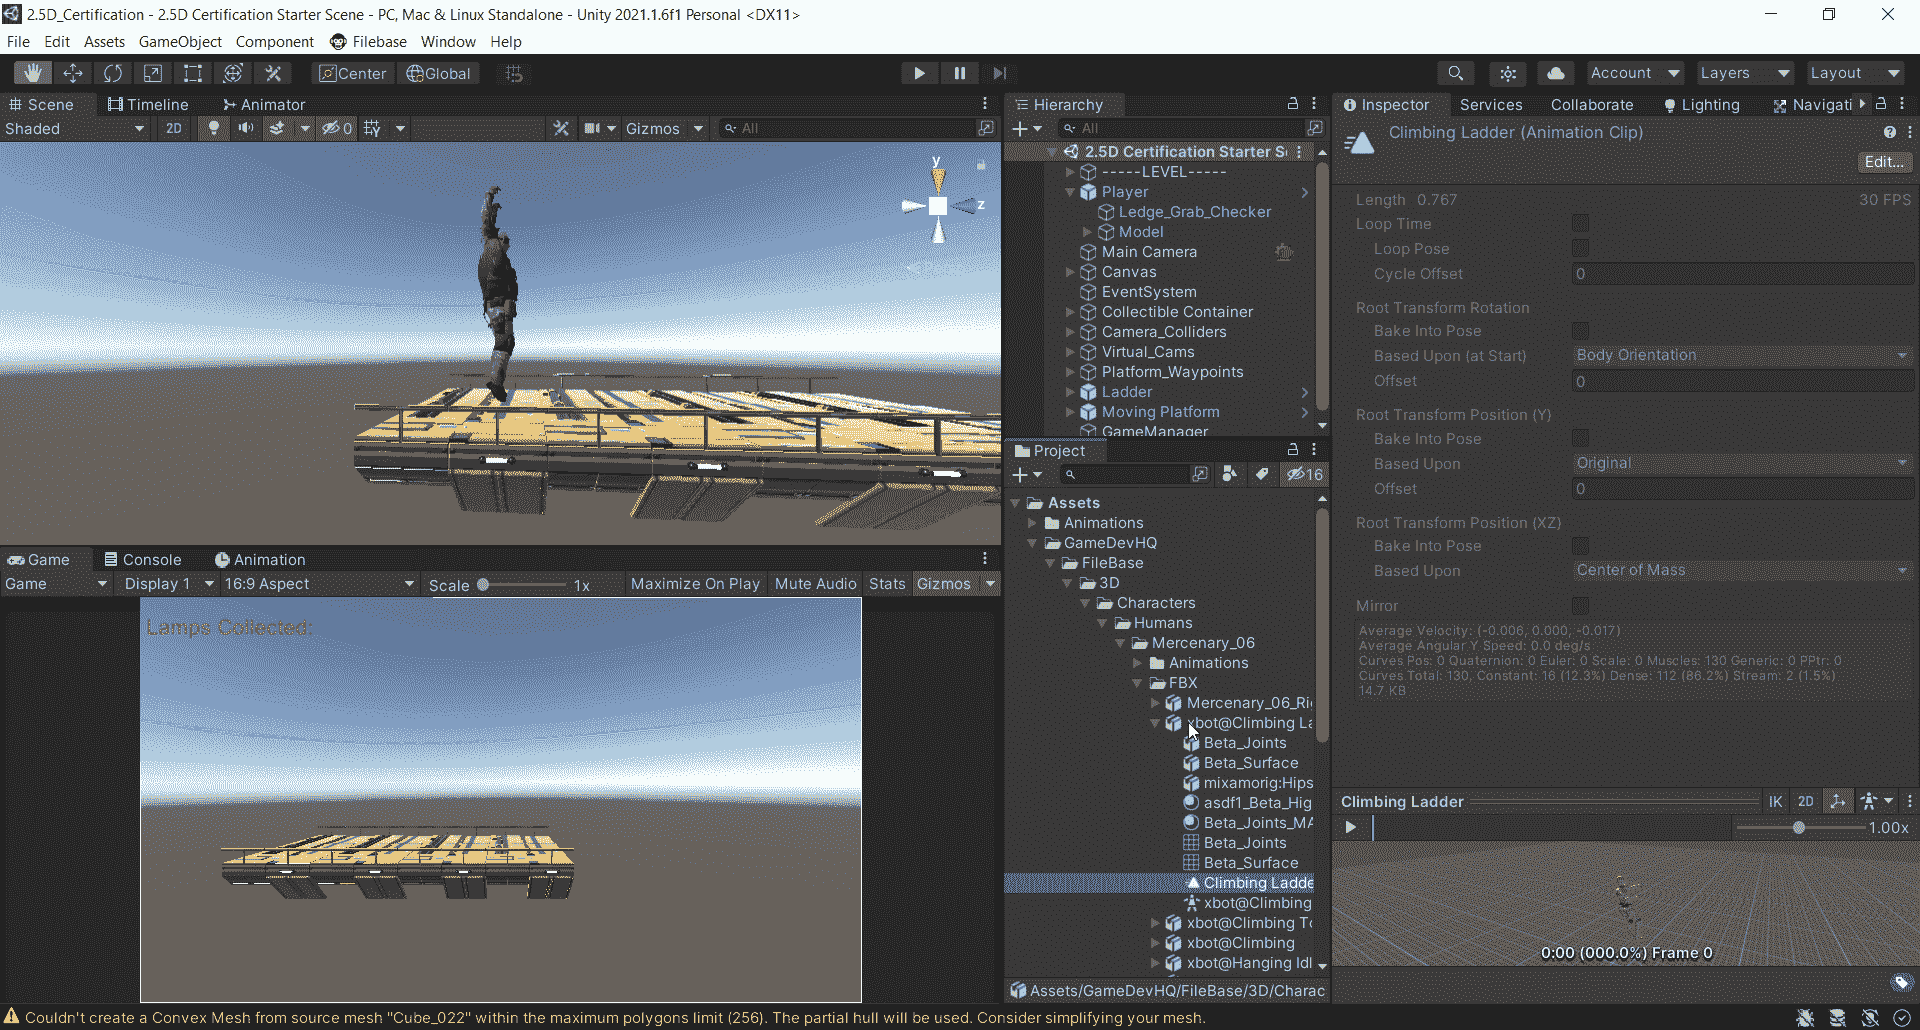 2.5D_Certification - 2.5D Certification Starter Scene - PC, Mac & Linux Standalone - Unity 2021.1.6f1 Personal <DX11>
File Edit Assets GameObject Component Filebase Window Help
Center Global Account Layers Layout
Scene Timeline Animator
Shaded 2D 0 Gizmos All
y
z
Game Console Animation
Game Display 1 16:9 Aspect Scale 1x Maximize On Play Mute Audio Stats Gizmos
Lamps Collected:
Hierarchy
All
2.5D Certification Starter S
-----LEVEL-----
Player
Ledge_Grab_Checker
Model
Main Camera
Canvas
EventSystem
Collectible Container
Camera_Colliders
Virtual_Cams
Platform_Waypoints
Ladder
Moving Platform
GameManager
Project
16
Assets
Animations
GameDevHQ
FileBase
3D
Characters
Humans
Mercenary_06
Animations
FBX
Mercenary_06_Ri
xbot@Climbing La
Beta_Joints
Beta_Surface
mixamorig:Hips
asdf1_Beta_Hig
Beta_Joints_MA
Beta_Joints
Beta_Surface
Climbing Ladde
xbot@Climbing
xbot@Climbing To
xbot@Climbing
xbot@Hanging Idl
Assets/GameDevHQ/FileBase/3D/Charac
Inspector Services Collaborate Lighting Navigati
Climbing Ladder (Animation Clip)
Edit...
Length 0.767 30 FPS
Loop Time
Loop Pose
Cycle Offset 0
Root Transform Rotation
Bake Into Pose
Based Upon (at Start) Body Orientation
Offset 0
Root Transform Position (Y)
Bake Into Pose
Based Upon Original
Offset 0
Root Transform Position (XZ)
Bake Into Pose
Based Upon Center of Mass
Mirror
Average Velocity: (-0.006, 0.000, -0.017)
Average Angular Y Speed: 0.0 deg/s
Curves Pos: 0 Quaternion: 0 Euler: 0 Scale: 0 Muscles: 130 Generic: 0 PPtr: 0
Curves Total: 130, Constant: 16 (12.3%) Dense: 112 (86.2%) Stream: 2 (1.5%)
14.7 KB
Climbing Ladder IK 2D
1.00x
0:00 (000.0%) Frame 0
Couldn't create a Convex Mesh from source mesh "Cube_022" within the maximum polygons limit (256). The partial hull will be used. Consider simplifying your mesh.